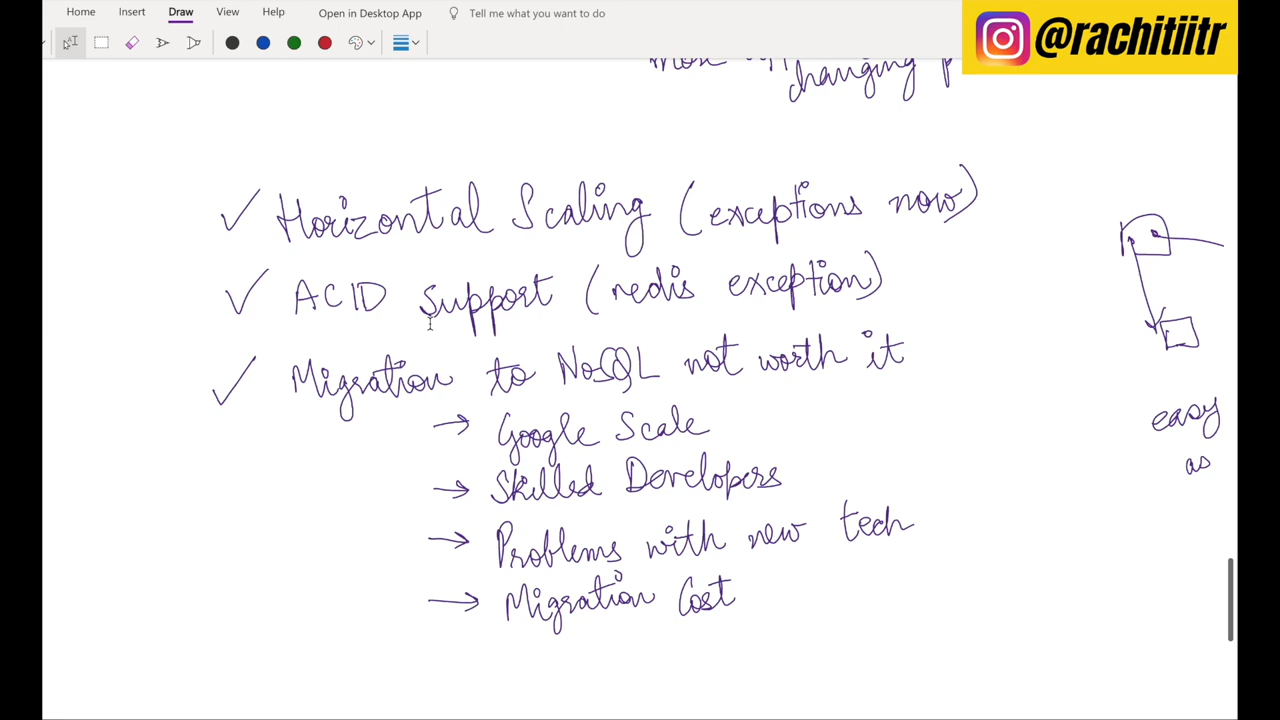 Home Insert Draw View Help Open in Desktop App Tell me what you want to do
@rachitiitr
changing
✓ Horizontal Scaling (exceptions now)
✓ ACID support (redis exception)
✓ Migration to NoSQL not worth it
→ Google Scale
→ Skilled Developers
→ Problems with new tech
→ Migration Cost
easy
as